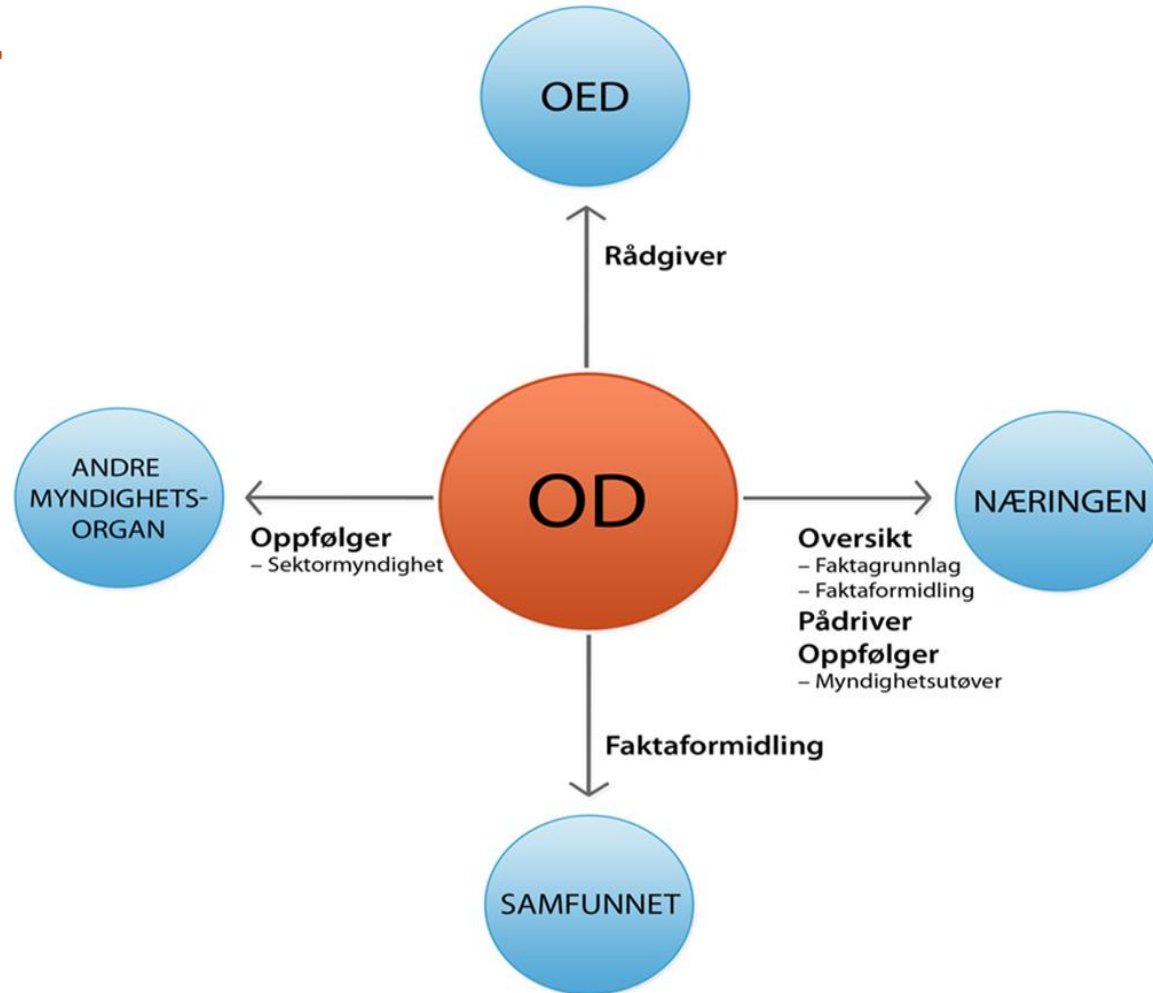 OED
Rådgiver
OD
ANDRE
MYNDIGHETS-
ORGAN
Oppfølger
– Sektormyndighet
NÆRINGEN
Oversikt
– Faktagrunnlag
– Faktaformidling
Pådriver
Oppfølger
– Myndighetsutøver
Faktaformidling
SAMFUNNET